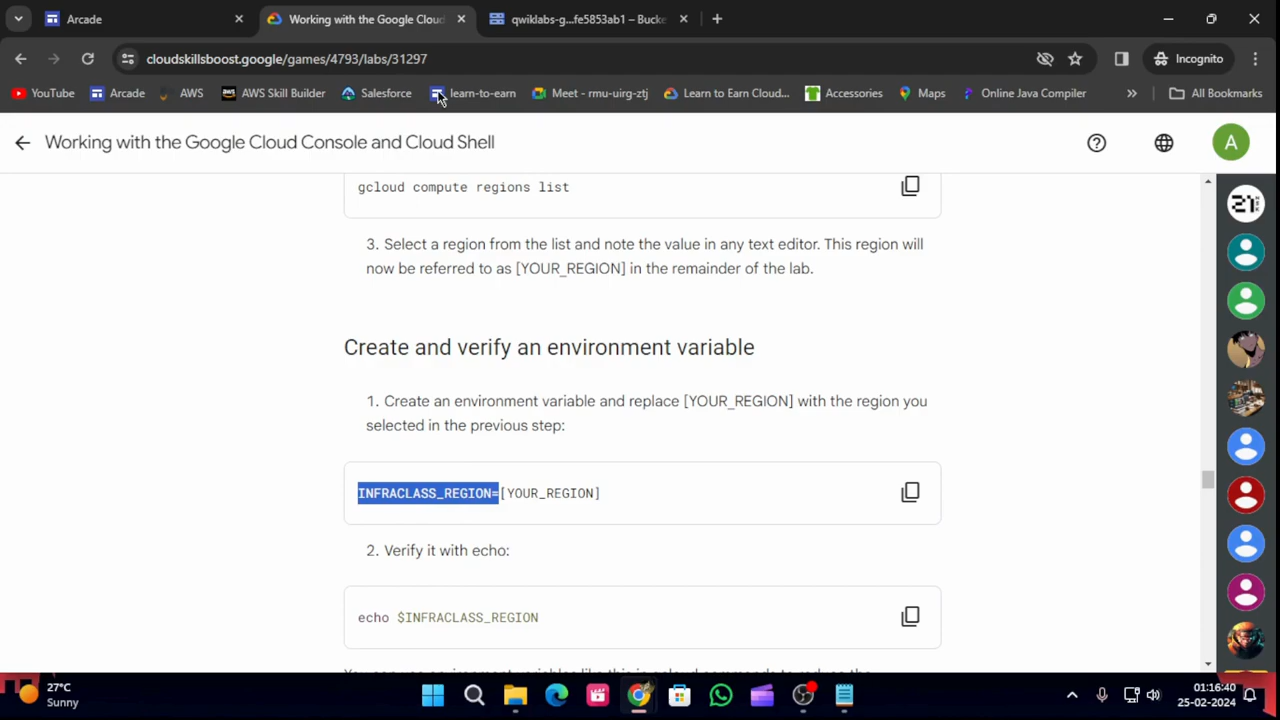 Arcade
Working with the Google Cloud
qwiklabs-g...fe5853ab1 – Bucke
cloudskillsboost.google/games/4793/labs/31297
Incognito
YouTube
Arcade
AWS
AWS Skill Builder
Salesforce
learn-to-earn
Meet - rmu-uirg-ztj
Learn to Earn Cloud...
Accessories
Maps
Online Java Compiler
»
All Bookmarks
Working with the Google Cloud Console and Cloud Shell
A
gcloud compute regions list
3. Select a region from the list and note the value in any text editor. This region will
now be referred to as [YOUR_REGION] in the remainder of the lab.
Create and verify an environment variable
1. Create an environment variable and replace [YOUR_REGION] with the region you
selected in the previous step:
INFRACLASS_REGION=[YOUR_REGION]
2. Verify it with echo:
echo $INFRACLASS_REGION
27°C
Sunny
01:16:40
25-02-2024